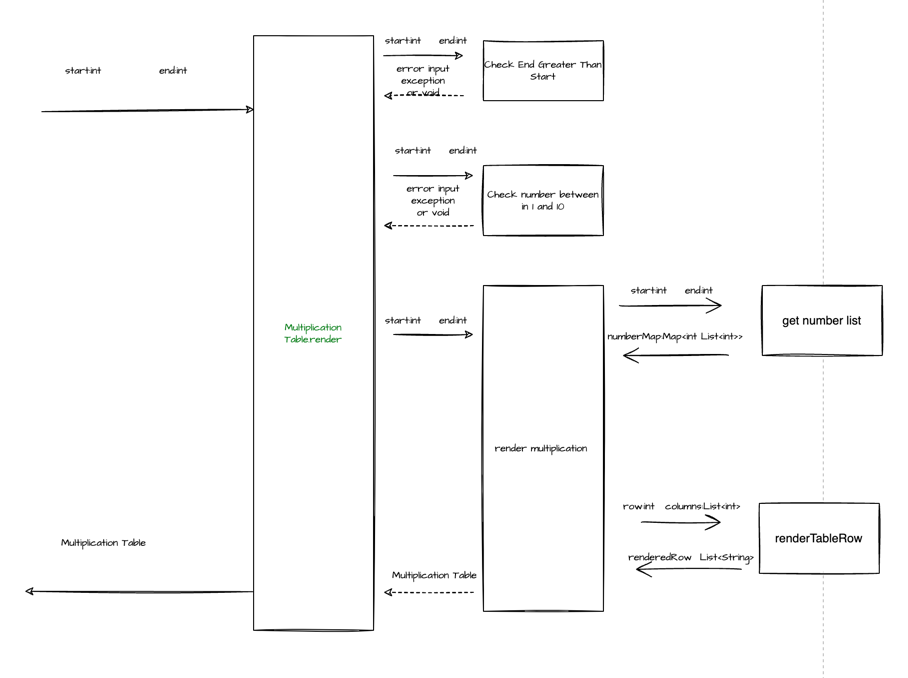 start:int end:int
start:int end:int
error input
exception
or void
Check End Greater Than
Start
start:int end:int
error input
exception
or void
Check number between
in 1 and 10
Multiplication
Table:render
start:int end:int
start:int end:int
numberMap:Map<int List<int>>
get number list
render multiplication
row:int columns:List<int>
renderedRow List<String>
renderTableRow
Multiplication Table
Multiplication Table